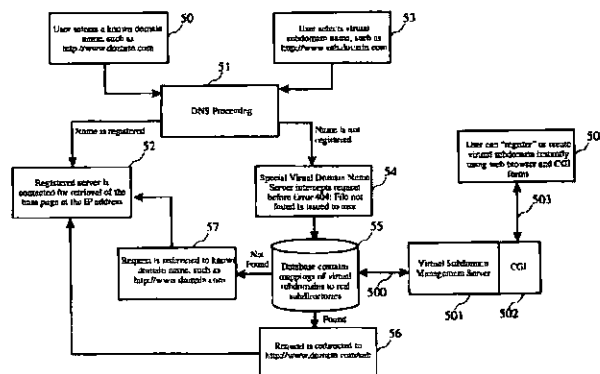 50
User selects a known domain
name, such as
http://www.domain.com
53
User selects virtual
subdomain name, such as
http://www.sub.domain.com
51
DNS Processing
Name is registered
Name is not
registered
52
Registered server is
contacted for retrieval of the
base page at the IP address
54
Special Virtual Domain Name
Server intercepts request
before Error 404: File not
found is issued to user
50
User can "register" or create
virtual subdomain instantly
using web browser and CGI
forms
503
57
Request is redirected to known
domain name, such as
http://www.domain.com
Not
Found
55
Database contains
mappings of virtual
subdomains to real
subdirectories
500
Virtual Subdomain
Management Server
CGI
501
502
Found
56
Request is redirected to
http://www.domain.com/sub